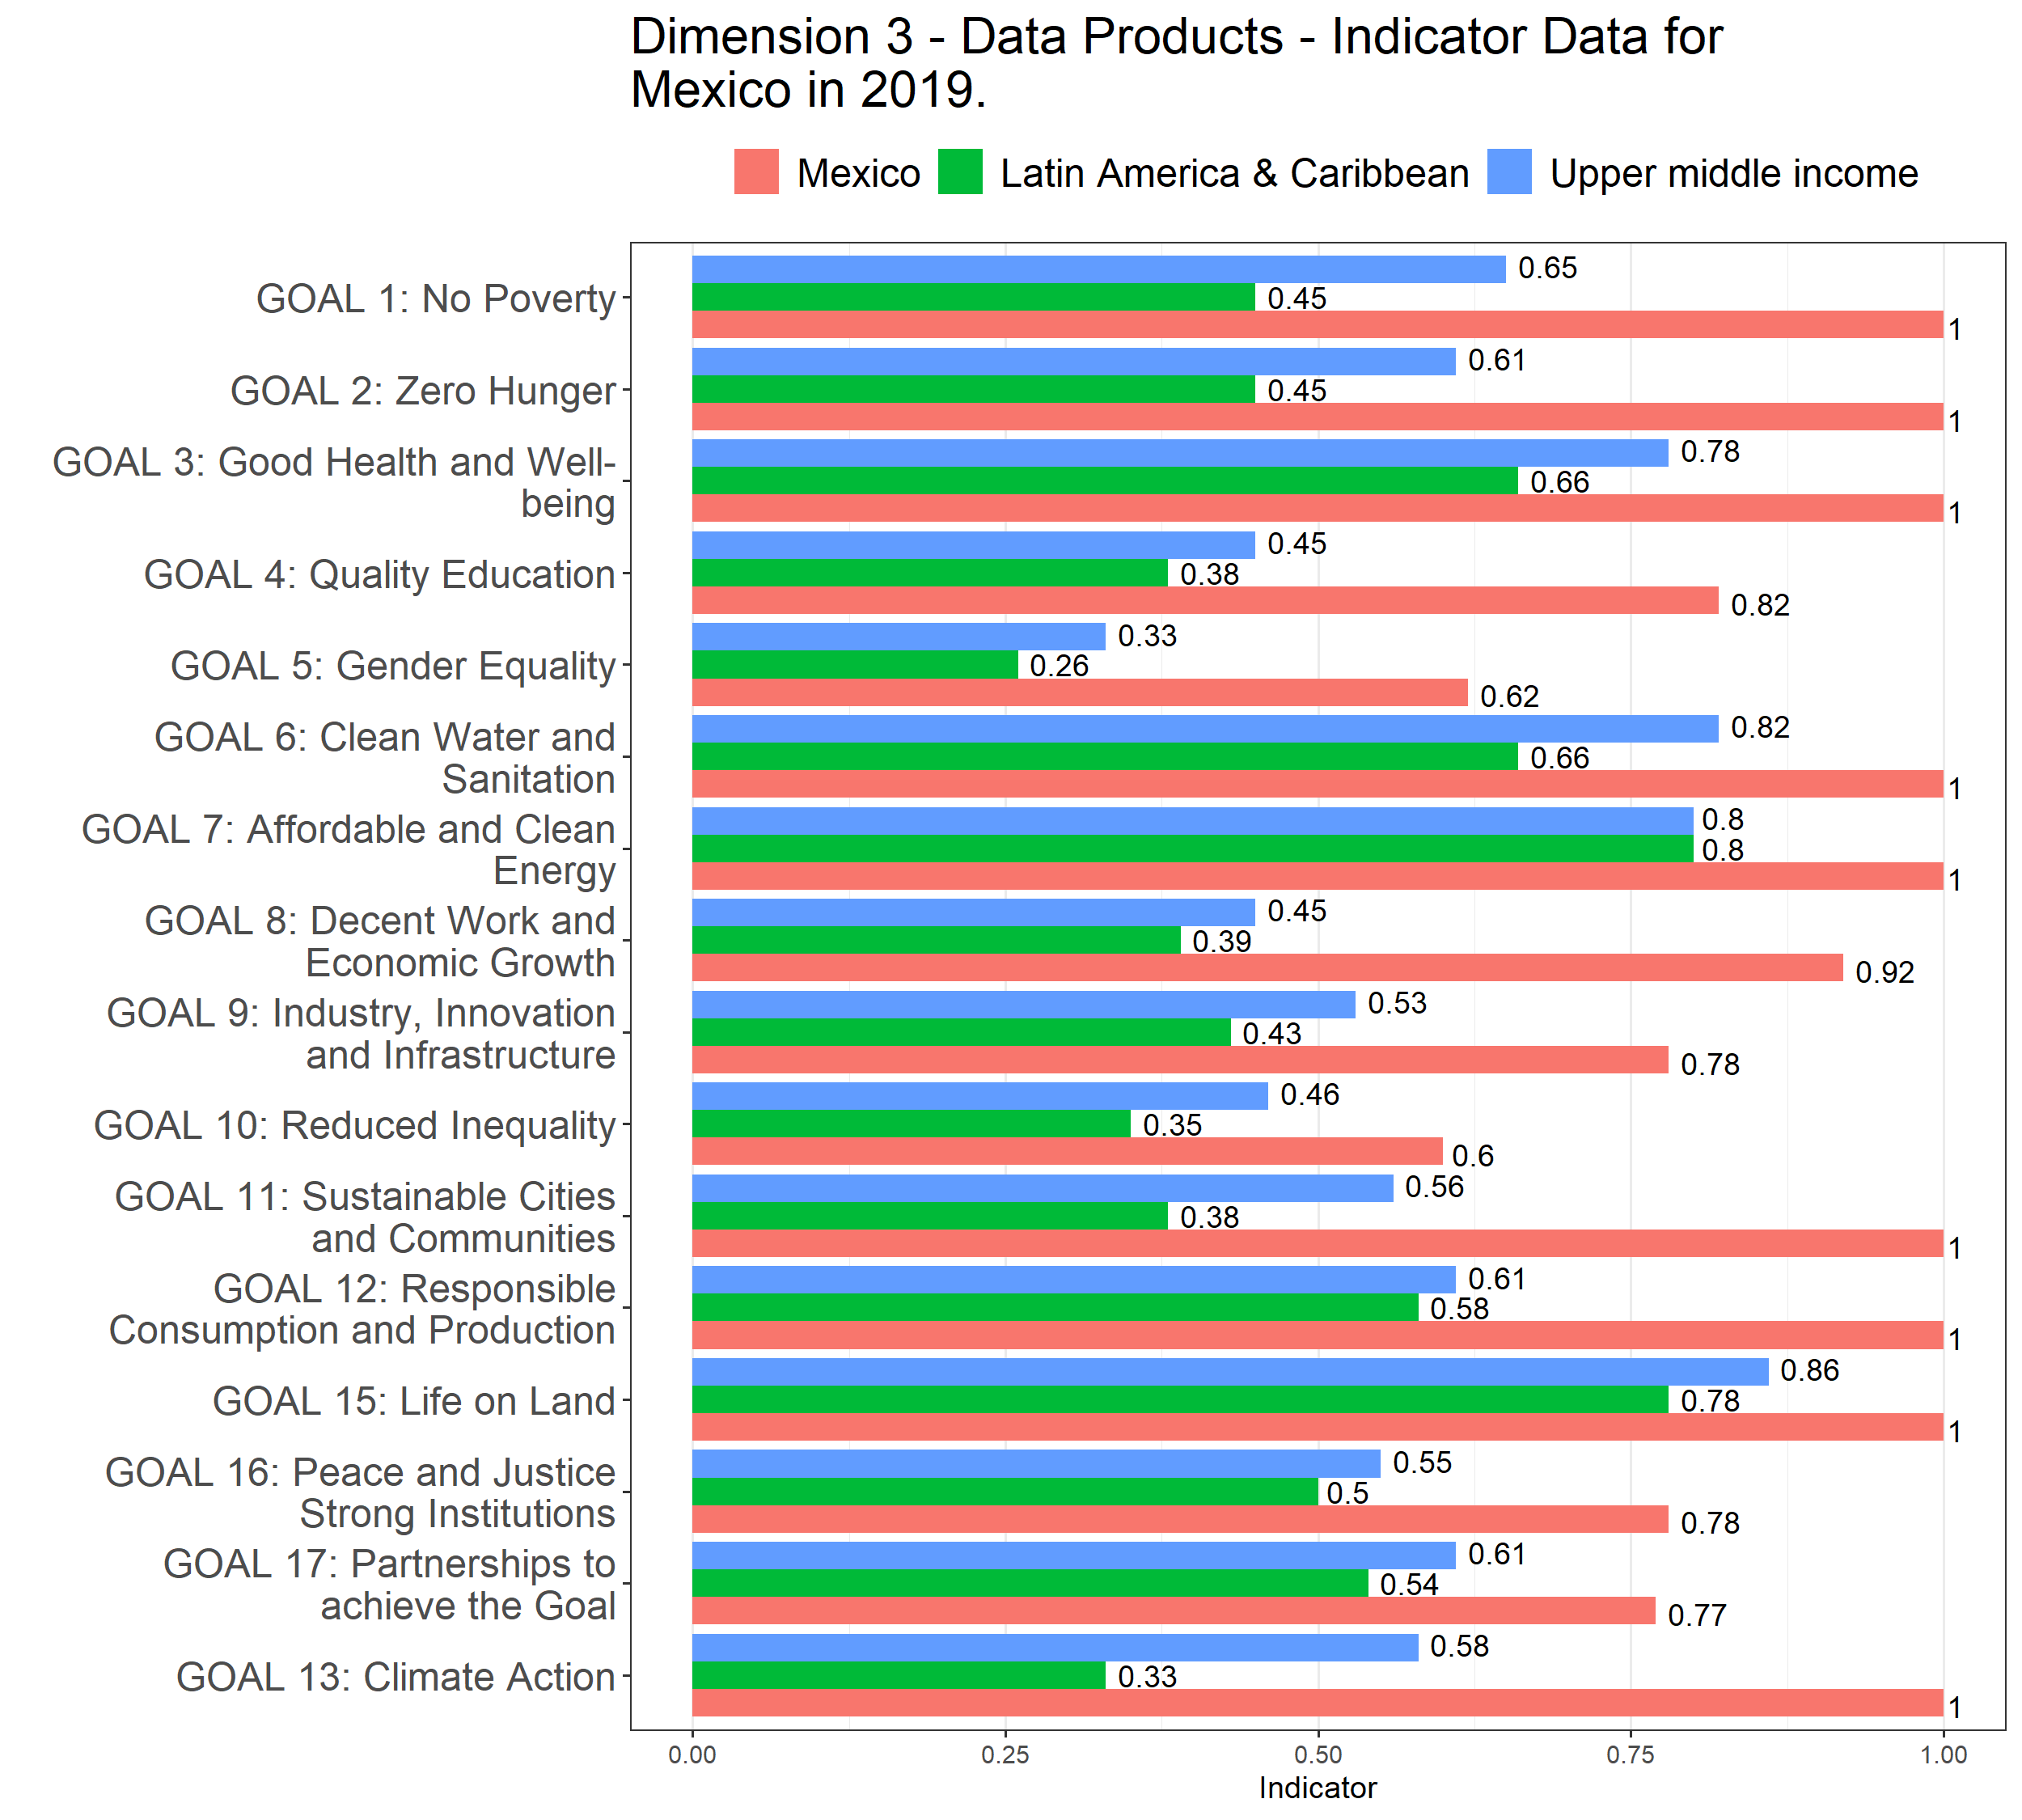 Dimension 3 - Data Products - Indicator Data for
Mexico in 2019.
Mexico Latin America & Caribbean Upper middle income
GOAL 1: No Poverty
0.65
0.45
1
GOAL 2: Zero Hunger
0.61
0.45
1
GOAL 3: Good Health and Well-
being
0.78
0.66
1
GOAL 4: Quality Education
0.45
0.38
0.82
GOAL 5: Gender Equality
0.33
0.26
0.62
GOAL 6: Clean Water and
Sanitation
0.82
0.66
1
GOAL 7: Affordable and Clean
Energy
0.8
0.8
1
GOAL 8: Decent Work and
Economic Growth
0.45
0.39
0.92
GOAL 9: Industry, Innovation
and Infrastructure
0.53
0.43
0.78
GOAL 10: Reduced Inequality
0.46
0.35
0.6
GOAL 11: Sustainable Cities
and Communities
0.56
0.38
1
GOAL 12: Responsible
Consumption and Production
0.61
0.58
1
GOAL 15: Life on Land
0.86
0.78
1
GOAL 16: Peace and Justice
Strong Institutions
0.55
0.5
0.78
GOAL 17: Partnerships to
achieve the Goal
0.61
0.54
0.77
GOAL 13: Climate Action
0.58
0.33
1
0.00 0.25 0.50 0.75 1.00
Indicator